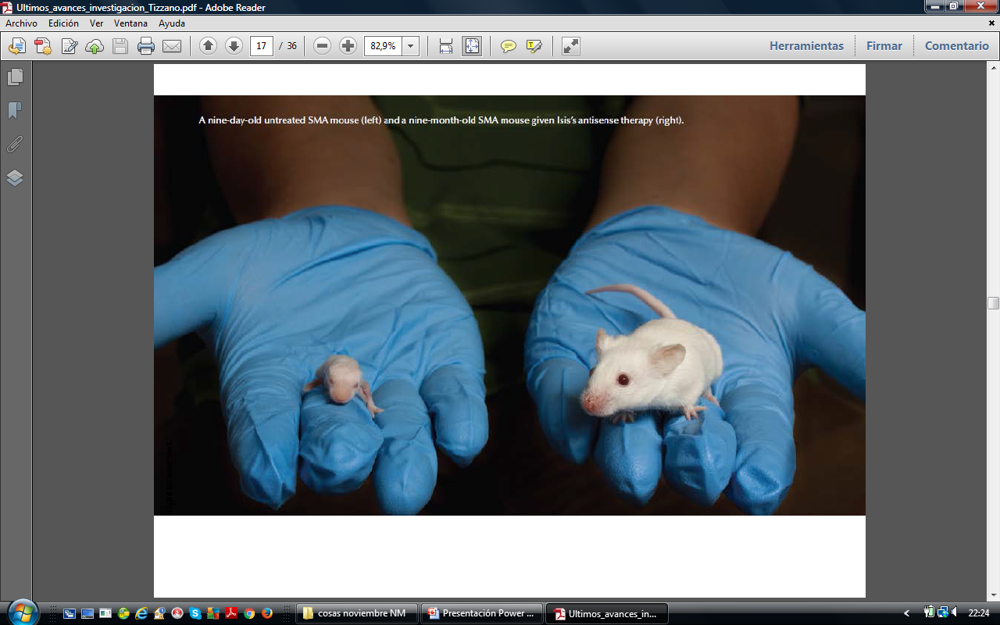 Ultimos_avances_investigacion_Tizzano.pdf - Adobe Reader
Archivo Edición Ver Ventana Ayuda
17 / 36 82,9% Herramientas Firmar Comentario
A nine-day-old untreated SMA mouse (left) and a nine-month-old SMA mouse given Isis's antisense therapy (right).
cosas noviembre NM Presentación Power ... Ultimos_avances_in... 22:24